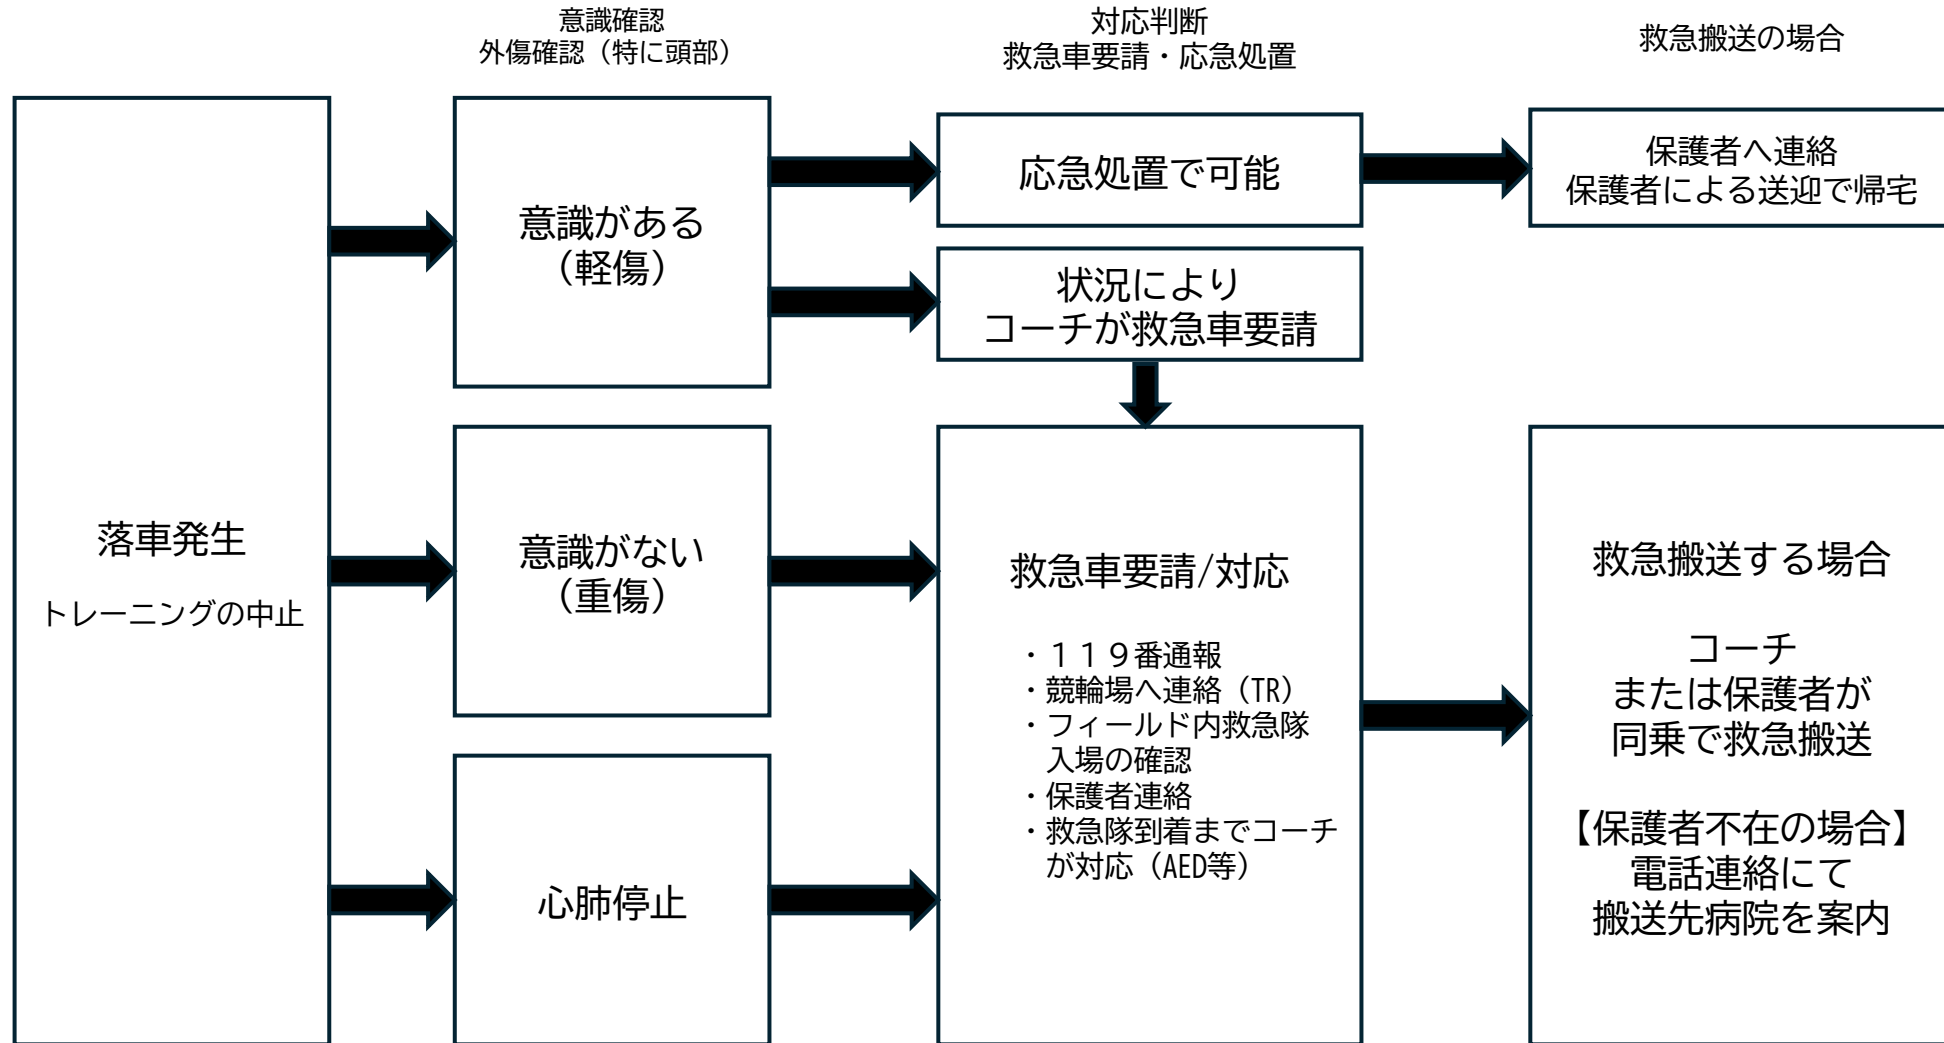 意識確認
外傷確認（特に頭部）
対応判断
救急車要請・応急処置
救急搬送の場合
落車発生
トレーニングの中止
意識がある
（軽傷）
応急処置で可能
保護者へ連絡
保護者による送迎で帰宅
状況により
コーチが救急車要請
意識がない
（重傷）
心肺停止
救急車要請/対応
・１１９番通報
・競輪場へ連絡（TR）
・フィールド内救急隊
入場の確認
・保護者連絡
・救急隊到着までコーチ
が対応（AED等）
救急搬送する場合
コーチ
または保護者が
同乗で救急搬送
【保護者不在の場合】
電話連絡にて
搬送先病院を案内